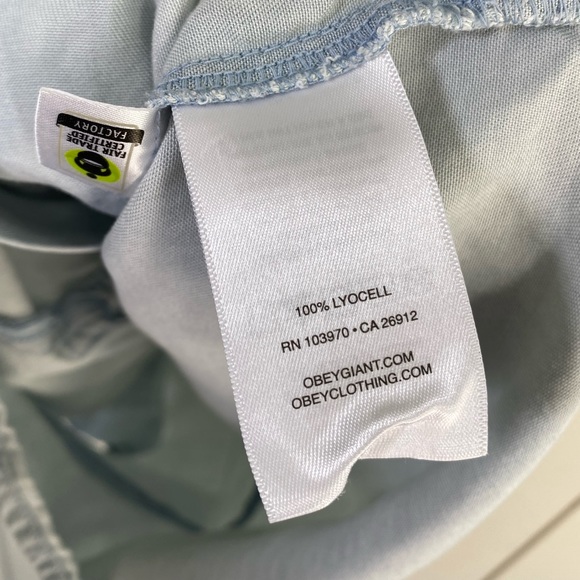 FAIR TRADE
CERTIFIED
FACTORY
100% LYOCELL
RN 103970 • CA 26912
OBEYGIANT.COM
OBEYCLOTHING.COM